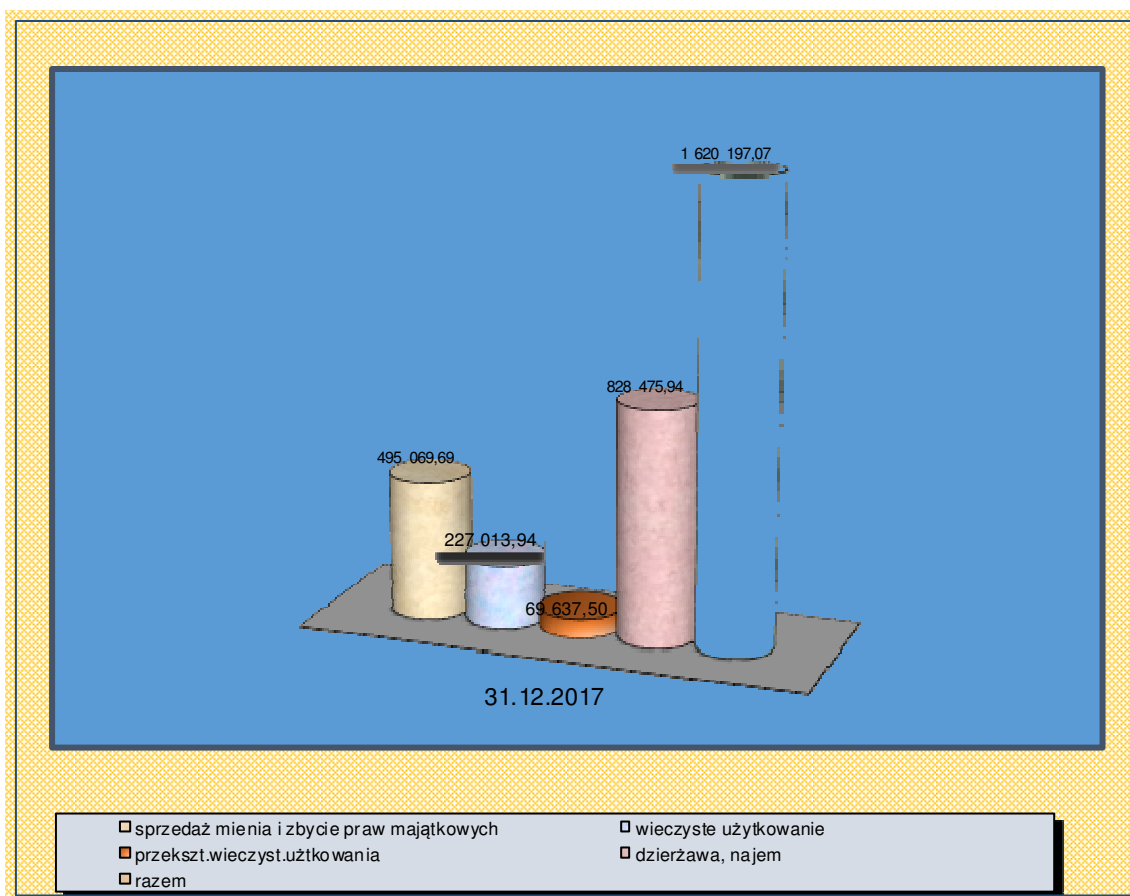 1 620 197,07
828 475,94
495 069,69
227 013,94
69 637,50
31.12.2017
sprzedaż mienia i zbycie praw majątkowych
wieczyste użytkowanie
przekszt.wieczyst.użtkowania
dzierżawa, najem
razem